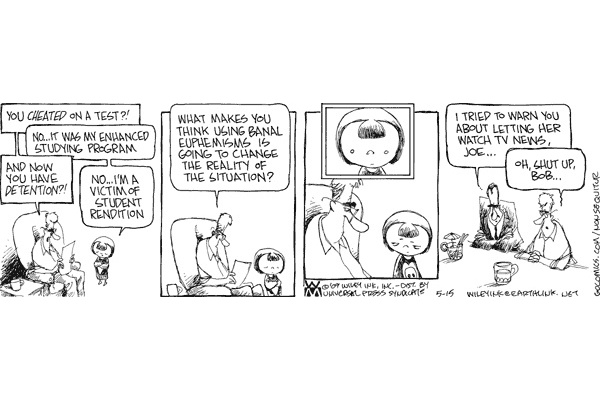 YOU CHEATED ON A TEST?!
NO...IT WAS MY ENHANCED
STUDYING PROGRAM
AND NOW
YOU HAVE
DETENTION?!
NO...I'M A
VICTIM OF
STUDENT
RENDITION
WHAT MAKES YOU
THINK USING BANAL
EUPHEMISMS IS
GOING TO CHANGE
THE REALITY OF
THE SITUATION?
©'09 WILEY INK, INC.—DIST. BY
UNIVERSAL PRESS SYNDICATE
5-15
I TRIED TO WARN YOU
ABOUT LETTING HER
WATCH TV NEWS,
JOE...
OH, SHUT UP,
BOB...
WILEYINK@EARTHLINK.NET
GOCOMICS.COM/NONSEQUITUR